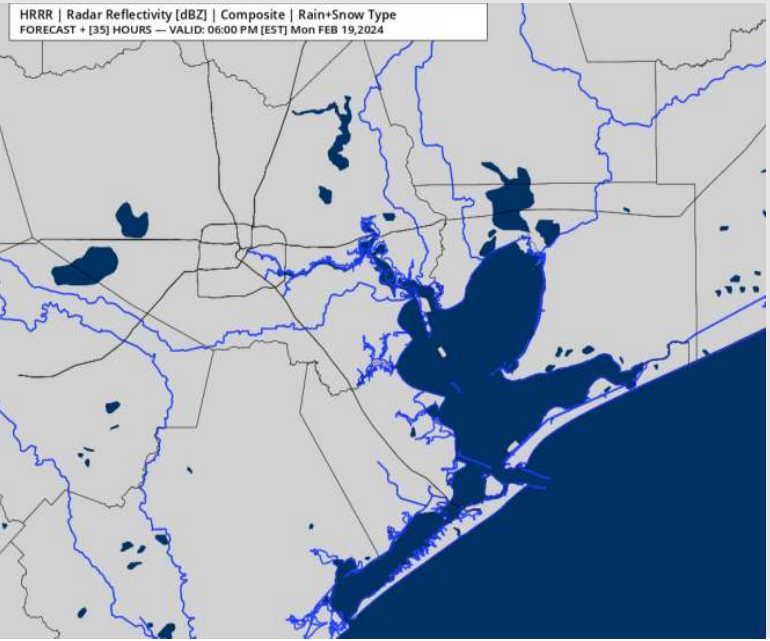 HRRR | Radar Reflectivity [dBZ] | Composite | Rain+Snow Type
FORECAST + [35] HOURS --- VALID: 06:00 PM [EST] Mon FEB 19,2024